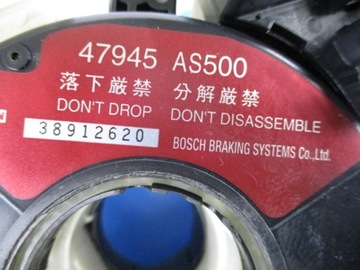 47945 AS500
落下厳禁 分解厳禁
DON'T DROP DON'T DISASSEMBLE
38912620 BOSCH BRAKING SYSTEMS Co.,Ltd.